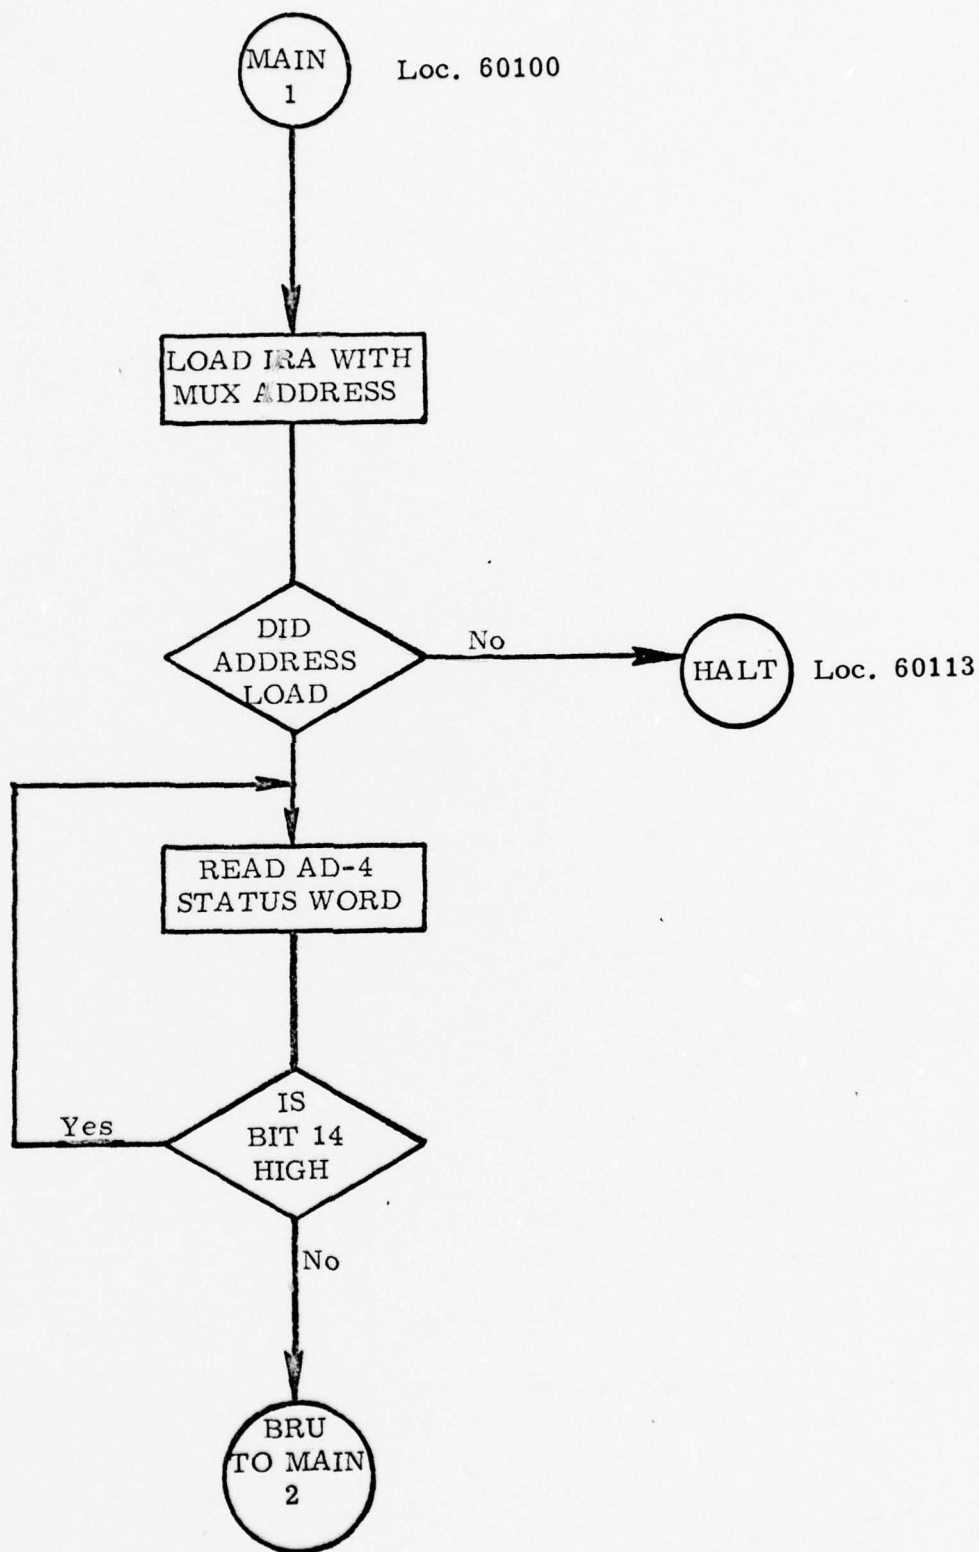 MAIN
1
Loc. 60100
LOAD IRA WITH
MUX ADDRESS
DID
ADDRESS
LOAD
No
HALT
Loc. 60113
READ AD-4
STATUS WORD
IS
BIT 14
HIGH
Yes
No
BRU
TO MAIN
2